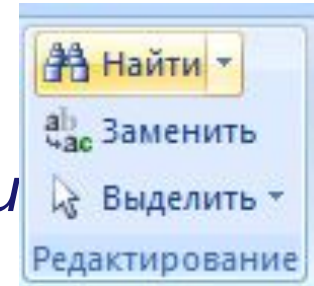 Найти
Заменить
и
Выделить
Редактирование